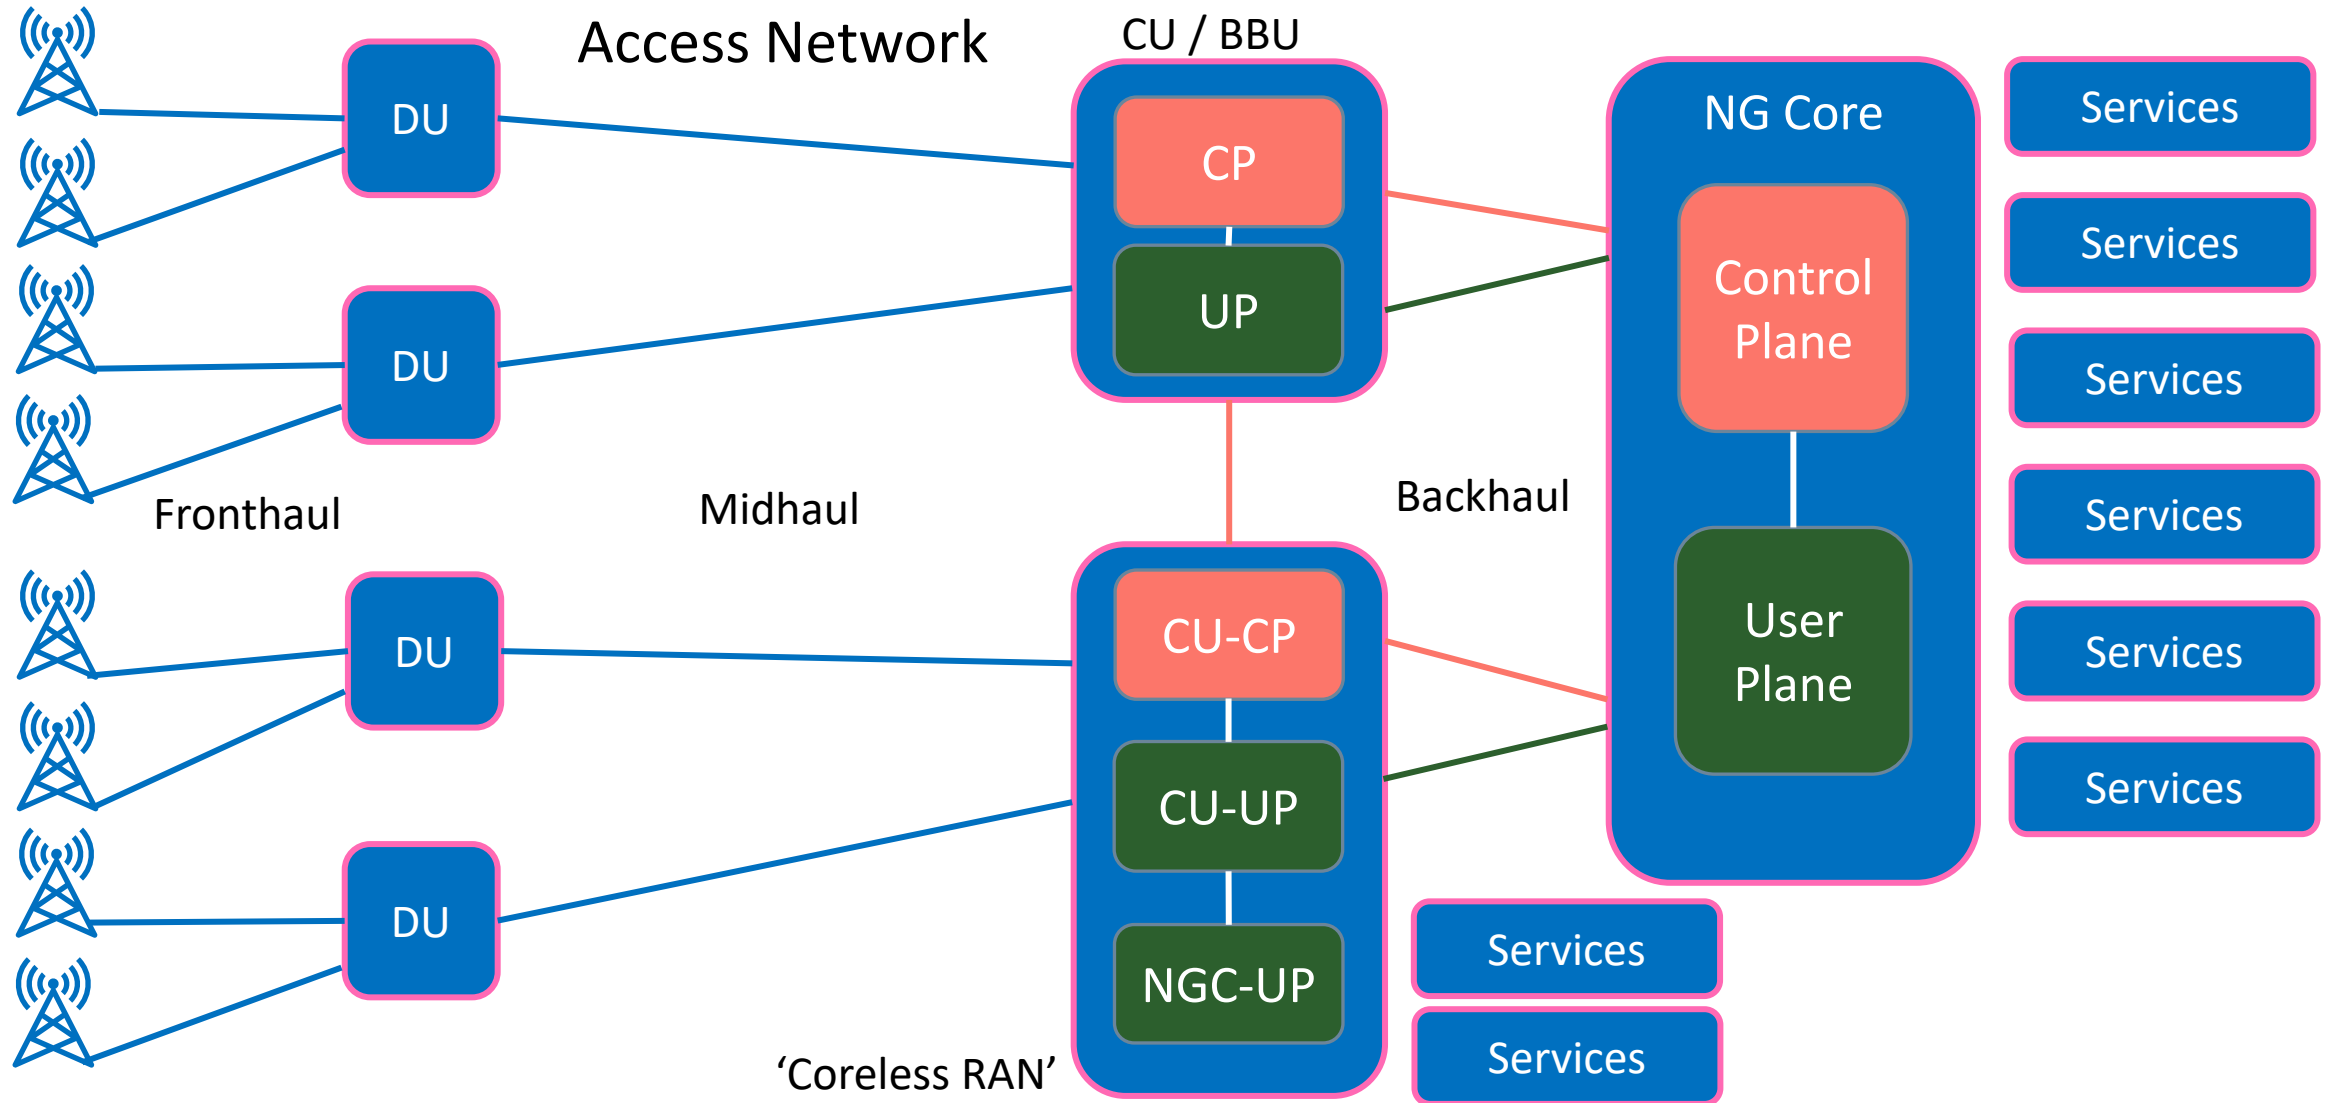 Access Network
CU / BBU
DU
DU
DU
DU
Fronthaul
Midhaul
Backhaul
CP
UP
CU-CP
CU-UP
NGC-UP
'Coreless RAN'
NG Core
Control
Plane
User
Plane
Services
Services
Services
Services
Services
Services
Services
Services